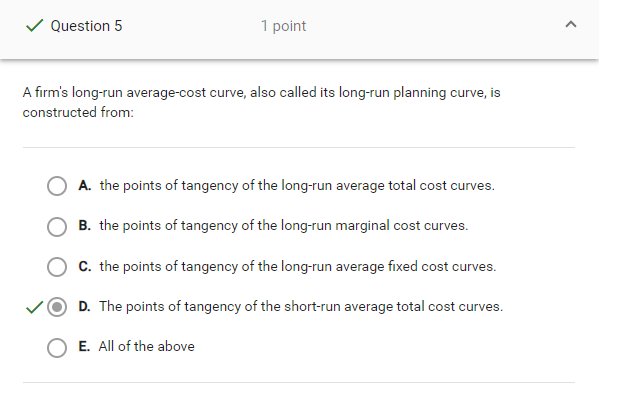 Question 5 1 point
A firm's long-run average-cost curve, also called its long-run planning curve, is
constructed from:
A. the points of tangency of the long-run average total cost curves.
B. the points of tangency of the long-run marginal cost curves.
C. the points of tangency of the long-run average fixed cost curves.
D. The points of tangency of the short-run average total cost curves.
E. All of the above